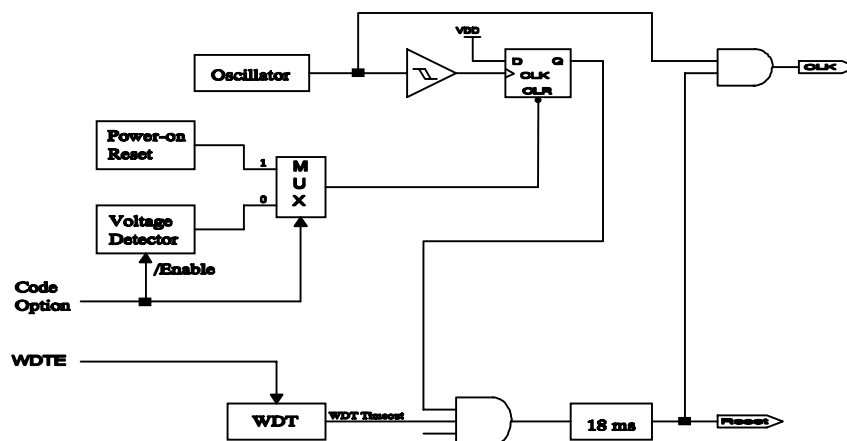 VDD
Oscillator
D Q
CLK
CLR
CLK
Power-on
Reset
1
0
M
U
X
Voltage
Detector
/Enable
Code
Option
WDTE
WDT
WDT Timeout
18 ms
Reset